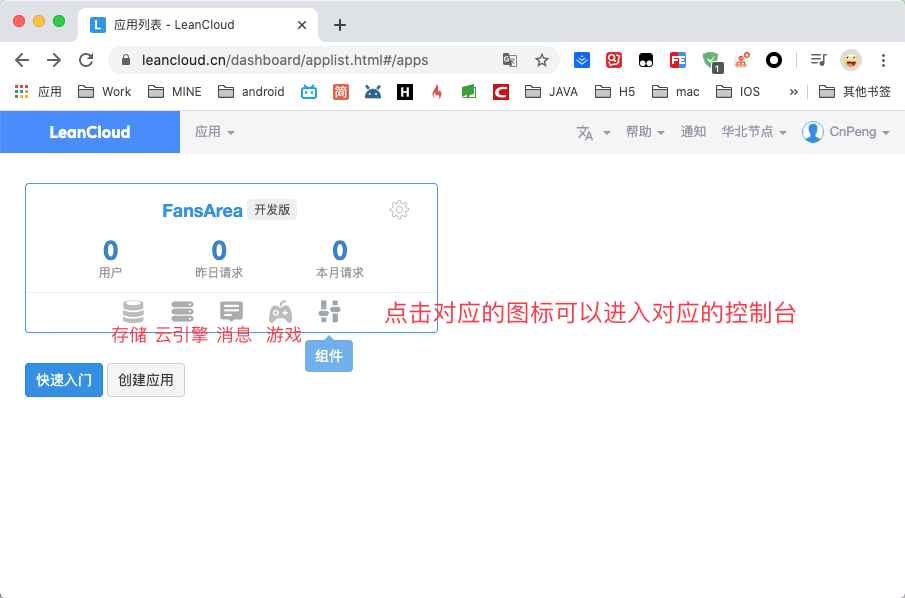 应用列表 - LeanCloud
leancloud.cn/dashboard/applist.html#/apps
1
应用 Work MINE android 简 H C JAVA H5 mac IOS » 其他书签
LeanCloud 应用 帮助 通知 华北节点 CnPeng
FansArea 开发版
0 0 0
用户 昨日请求 本月请求
点击对应的图标可以进入对应的控制台
存储 云引擎 消息 游戏
组件
快速入门 创建应用